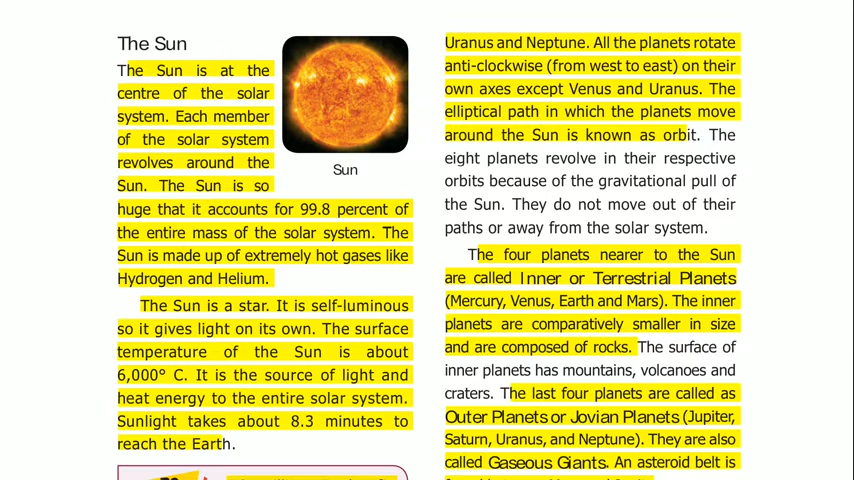 The Sun
The Sun is at the
centre of the solar
system. Each member
of the solar system
revolves around the
Sun. The Sun is so
huge that it accounts for 99.8 percent of
the entire mass of the solar system. The
Sun is made up of extremely hot gases like
Hydrogen and Helium.
The Sun is a star. It is self-luminous
so it gives light on its own. The surface
temperature of the Sun is about
6,000° C. It is the source of light and
heat energy to the entire solar system.
Sunlight takes about 8.3 minutes to
reach the Earth.
Sun
Uranus and Neptune. All the planets rotate
anti-clockwise (from west to east) on their
own axes except Venus and Uranus. The
elliptical path in which the planets move
around the Sun is known as orbit. The
eight planets revolve in their respective
orbits because of the gravitational pull of
the Sun. They do not move out of their
paths or away from the solar system.
The four planets nearer to the Sun
are called Inner or Terrestrial Planets
(Mercury, Venus, Earth and Mars). The inner
planets are comparatively smaller in size
and are composed of rocks. The surface of
inner planets has mountains, volcanoes and
craters. The last four planets are called as
Outer Planets or Jovian Planets (Jupiter,
Saturn, Uranus, and Neptune). They are also
called Gaseous Giants. An asteroid belt is